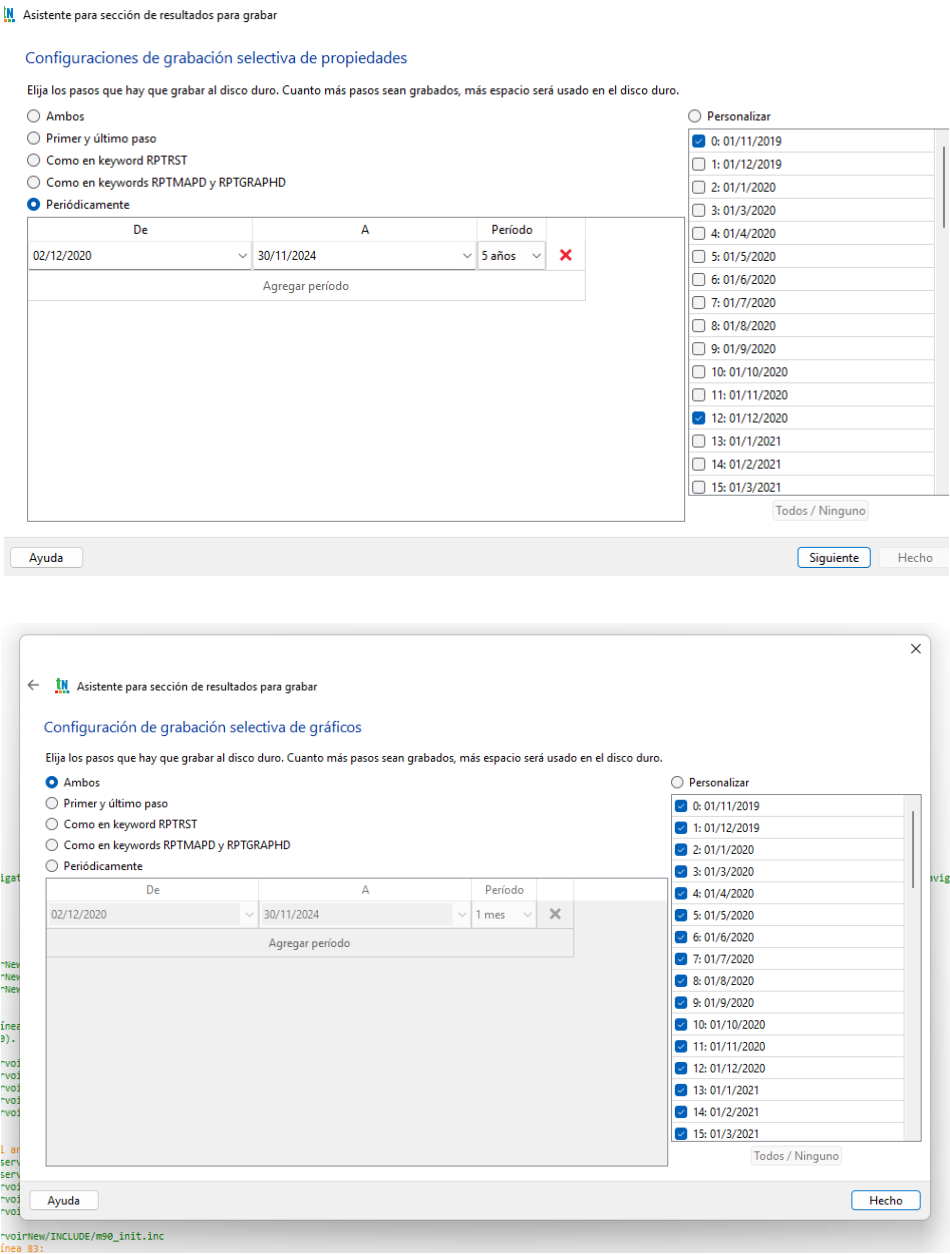 Asistente para sección de resultados para grabar
Configuraciones de grabación selectiva de propiedades
Elija los pasos que hay que grabar al disco duro. Cuanto más pasos sean grabados, más espacio será usado en el disco duro.
Ambos
Primer y último paso
Como en keyword RPTRST
Como en keywords RPTMAPD y RPTGRAPHD
Periódicamente
De A Período
02/12/2020 30/11/2024 5 años
Agregar período
Personalizar
0: 01/11/2019
1: 01/12/2019
2: 01/1/2020
3: 01/3/2020
4: 01/4/2020
5: 01/5/2020
6: 01/6/2020
7: 01/7/2020
8: 01/8/2020
9: 01/9/2020
10: 01/10/2020
11: 01/11/2020
12: 01/12/2020
13: 01/1/2021
14: 01/2/2021
15: 01/3/2021
Todos / Ninguno
Ayuda Siguiente Hecho
Asistente para sección de resultados para grabar
Configuración de grabación selectiva de gráficos
Elija los pasos que hay que grabar al disco duro. Cuanto más pasos sean grabados, más espacio será usado en el disco duro.
Ambos
Primer y último paso
Como en keyword RPTRST
Como en keywords RPTMAPD y RPTGRAPHD
Periódicamente
De A Período
02/12/2020 30/11/2024 1 mes
Agregar período
Personalizar
0: 01/11/2019
1: 01/12/2019
2: 01/1/2020
3: 01/3/2020
4: 01/4/2020
5: 01/5/2020
6: 01/6/2020
7: 01/7/2020
8: 01/8/2020
9: 01/9/2020
10: 01/10/2020
11: 01/11/2020
12: 01/12/2020
13: 01/1/2021
14: 01/2/2021
15: 01/3/2021
Todos / Ninguno
Ayuda Hecho
rvoirNew/INCLUDE/m90_init.inc
ínea 83: